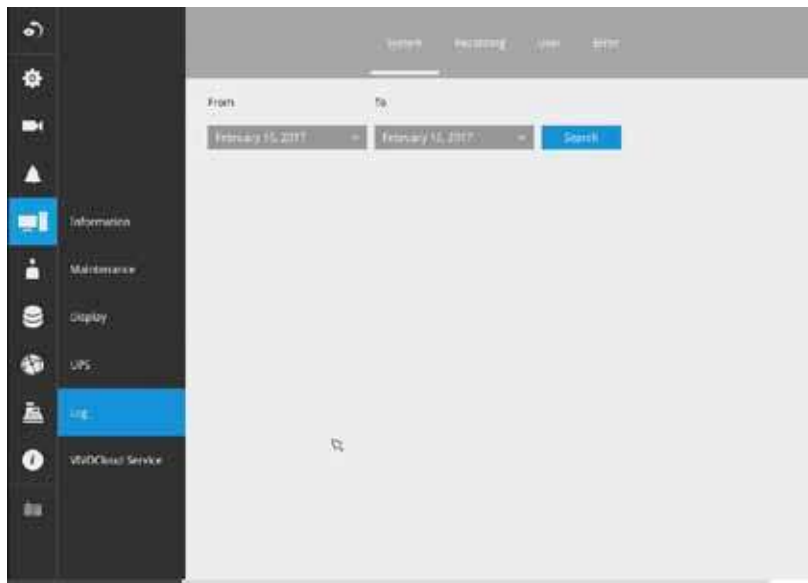 System Recording User Error
From To
February 15, 2017 February 15, 2017 Search
Information
Maintenance
Display
UPS
Log
VIVOCloud Service